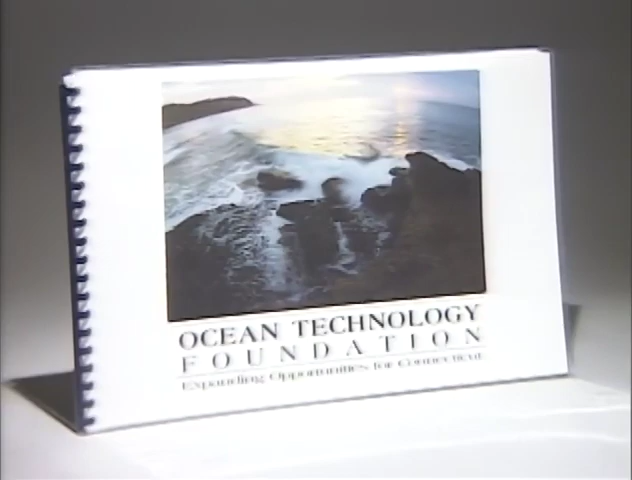 OCEAN TECHNOLOGY
FOUNDATION
Expanding Opportunities for Connecticut